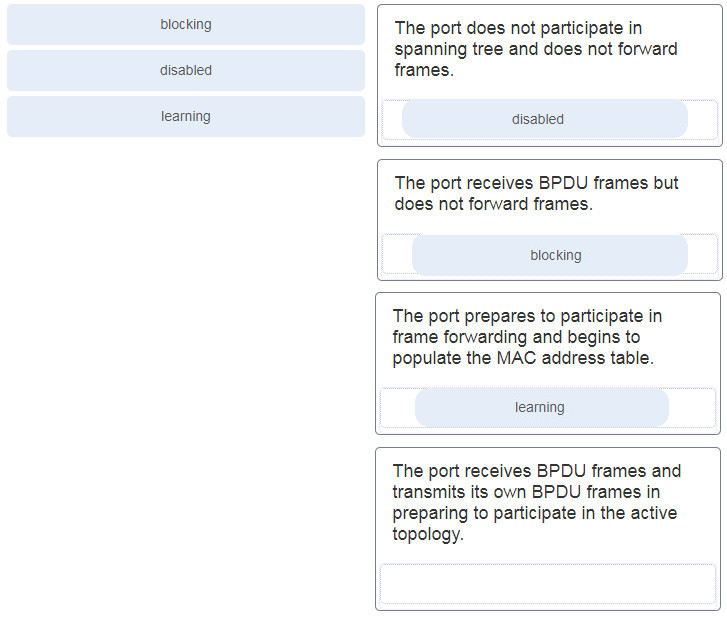 blocking
disabled
learning
The port does not participate in
spanning tree and does not forward
frames.
disabled
The port receives BPDU frames but
does not forward frames.
blocking
The port prepares to participate in
frame forwarding and begins to
populate the MAC address table.
learning
The port receives BPDU frames and
transmits its own BPDU frames in
preparing to participate in the active
topology.